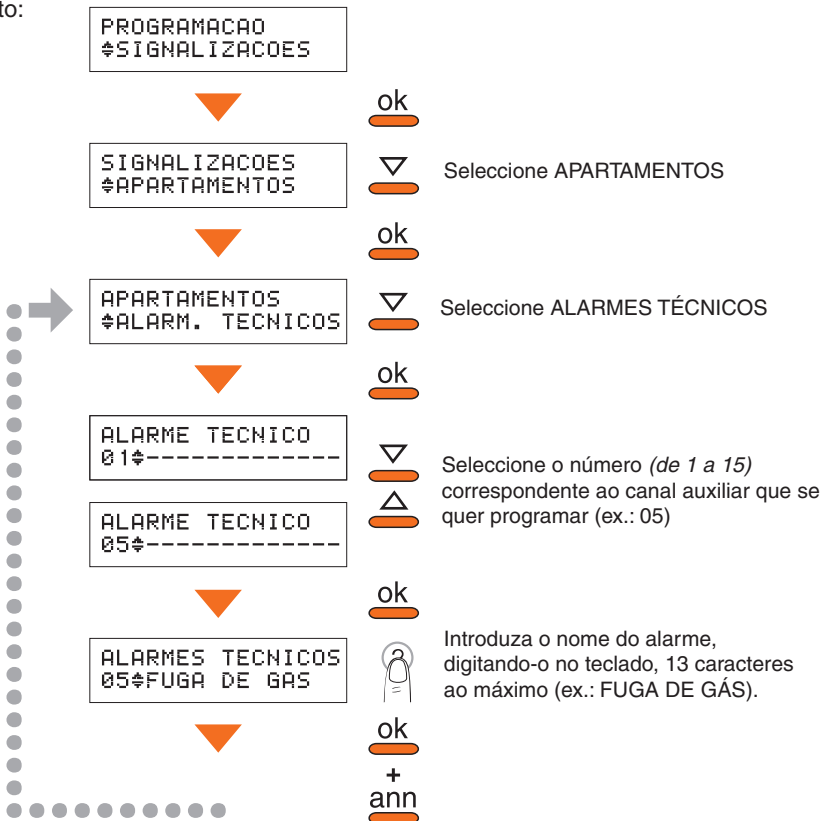 to:
PROGRAMACAO
SIGNALIZACOES
ok
SIGNALIZACOES
APARTAMENTOS
Seleccione APARTAMENTOS
ok
APARTAMENTOS
ALARM. TECNICOS
Seleccione ALARMES TÉCNICOS
ok
ALARME TECNICO
01-------------
ALARME TECNICO
05-------------
Seleccione o número (de 1 a 15)
correspondente ao canal auxiliar que se
quer programar (ex.: 05)
ok
ALARMES TECNICOS
05 FUGA DE GAS
2
Introduza o nome do alarme,
digitando-o no teclado, 13 caracteres
ao máximo (ex.: FUGA DE GÁS).
ok
+
ann